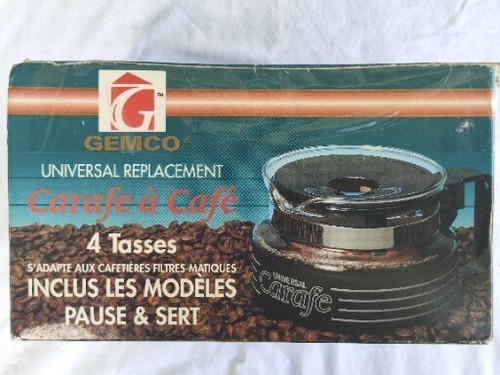 G™
GEMCO®
UNIVERSAL REPLACEMENT
Carafe à Café
4 Tasses
S'ADAPTE AUX CAFETIÈRES FILTRES-MATIQUES
INCLUS LES MODÈLES
PAUSE & SERT
UNIVERSAL
Carafe